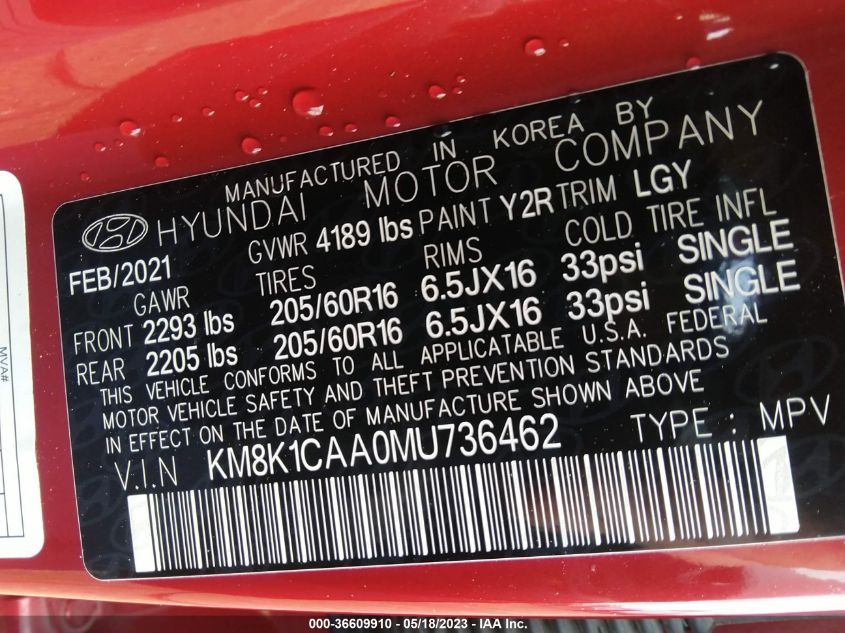 MANUFACTURED IN KOREA BY
HYUNDAI MOTOR COMPANY
FEB/2021 GVWR 4189 lbs PAINT Y2R TRIM LGY
GAWR TIRES RIMS COLD TIRE INFL
FRONT 2293 lbs 205/60R16 6.5JX16 33psi SINGLE
REAR 2205 lbs 205/60R16 6.5JX16 33psi SINGLE
THIS VEHICLE CONFORMS TO ALL APPLICATABLE U.S.A. FEDERAL
MOTOR VEHICLE SAFETY AND THEFT PREVENTION STANDARDS
IN EFFECT ON THE DATE OF MANUFACTURE SHOWN ABOVE
V.I.N KM8K1CAA0MU736462 TYPE : MPV
MVA#
000-36609910 - 05/18/2023 - IAA Inc.